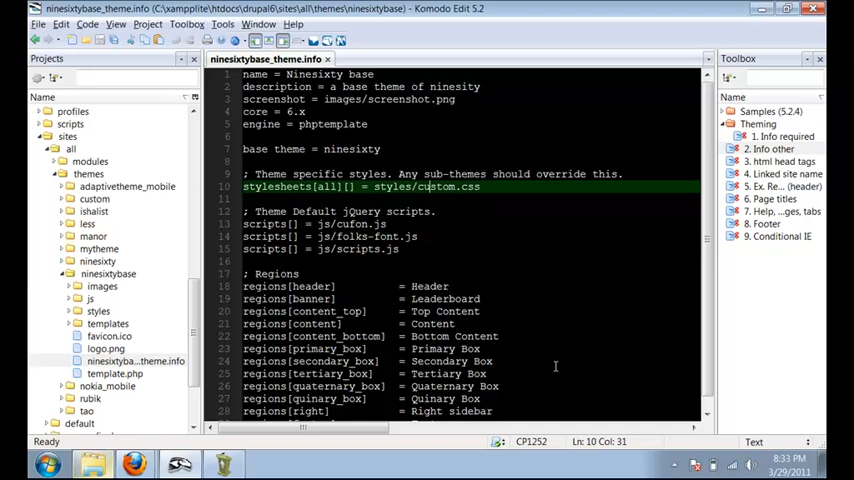 ninesixtybase_theme.info (C:\xampplite\htdocs\drupal6\sites\all\themes\ninesixtybase) - Komodo Edit 5.2
File Edit Code View Project Toolbox Tools Window Help
Projects
Name
profiles
scripts
sites
all
modules
themes
adaptivetheme_mobile
custom
ishalist
less
manor
mytheme
ninesixty
ninesixtybase
images
js
styles
templates
favicon.ico
logo.png
ninesixtyba...theme.info
template.php
nokia_mobile
rubik
tao
default
ninesixtybase_theme.info
1 name = Ninesixty base
2 description = a base theme of ninesity
3 screenshot = images/screenshot.png
4 core = 6.x
5 engine = phptemplate
6
7 base theme = ninesixty
8
9 ; Theme specific styles. Any sub-themes should override this.
10 stylesheets[all][] = styles/custom.css
11
12 ; Theme Default jQuery scripts.
13 scripts[] = js/cufon.js
14 scripts[] = js/folks-font.js
15 scripts[] = js/scripts.js
16
17 ; Regions
18 regions[header] = Header
19 regions[banner] = Leaderboard
20 regions[content_top] = Top Content
21 regions[content] = Content
22 regions[content_bottom] = Bottom Content
23 regions[primary_box] = Primary Box
24 regions[secondary_box] = Secondary Box
25 regions[tertiary_box] = Tertiary Box
26 regions[quaternary_box] = Quaternary Box
27 regions[quinary_box] = Quinary Box
28 regions[right] = Right sidebar
Toolbox
Name
Samples (5.2.4)
Theming
1. Info required
2. Info other
3. html head tags
4. Linked site name
5. Ex. Re... (header)
6. Page titles
7. Help, ...ges, tabs
8. Footer
9. Conditional IE
Ready
CP1252
Ln: 10 Col: 31
Text
8:33 PM
3/29/2011